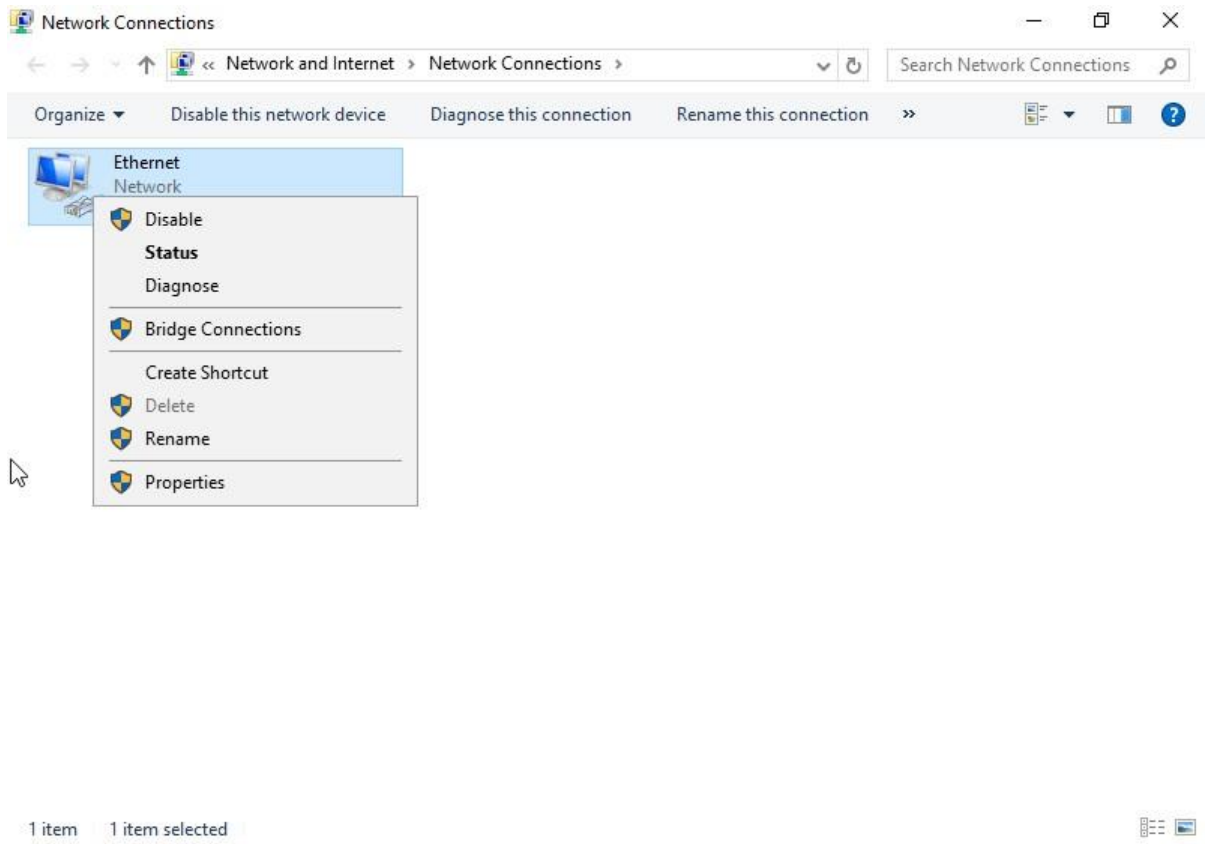 Network Connections
« Network and Internet › Network Connections ›
Search Network Connections
Organize Disable this network device Diagnose this connection Rename this connection »
Ethernet
Network
Disable
Status
Diagnose
Bridge Connections
Create Shortcut
Delete
Rename
Properties
1 item 1 item selected